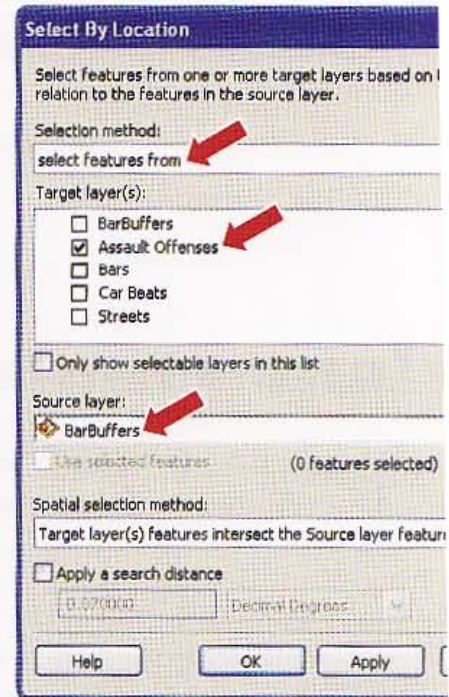 Select By Location
Select features from one or more target layers based on
relation to the features in the source layer.
Selection method:
select features from
Target layer(s):
BarBuffers
Assault Offenses
Bars
Car Beats
Streets
Only show selectable layers in this list
Source layer:
BarBuffers
Use selected features (0 features selected)
Spatial selection method:
Target layer(s) features intersect the Source layer featur
Apply a search distance
Decimal Degrees
Help OK Apply